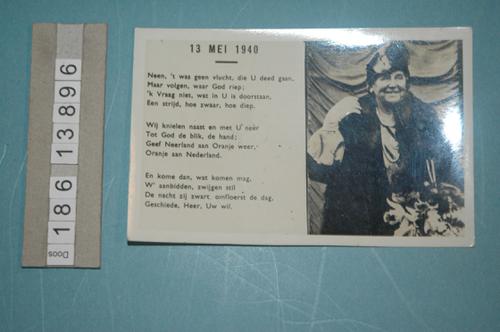 13 MEI 1940
Neen, 't was geen vlucht, die U deed gaan,
Maar volgen, waar God riep;
'k Vraag niet, wat in U is doorstaan,
Een strijd, hoe zwaar, hoe diep.
Wij knielen naast en met U neer
Tot God de blik, de hand;
Geef Neerland aan Oranje weer,
Oranje aan Nederland.
En kome dan, wat komen mag,
W' aanbidden, zwijgen stil
De nacht zij zwart, omfloerst de dag,
Geschiede, Heer, Uw wil.
Doos 186 13896